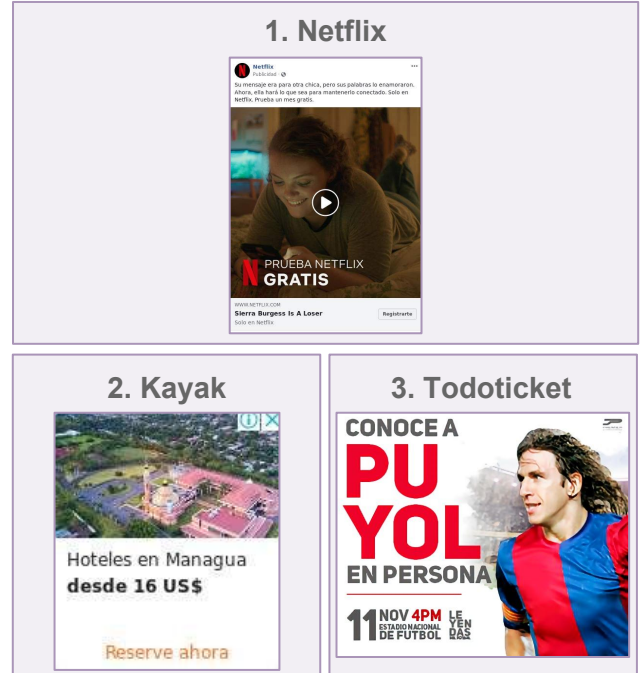 1. Netflix
Netflix
Publicidad ·
Su mensaje era para otra chica, pero sus palabras lo enamoraron.
Ahora, ella hará lo que sea para mantenerlo conectado. Solo en
Netflix. Prueba un mes gratis.
PRUEBA NETFLIX
GRATIS
WWW.NETFLIX.COM
Sierra Burgess Is A Loser
Registrarte
Solo en Netflix
2. Kayak
Hoteles en Managua
desde 16 US$
Reserve ahora
3. Todoticket
CONOCE A
PU
YOL
EN PERSONA
11 NOV 4PM
ESTADIO NACIONAL
DE FUTBOL
LE
YEN
DAS